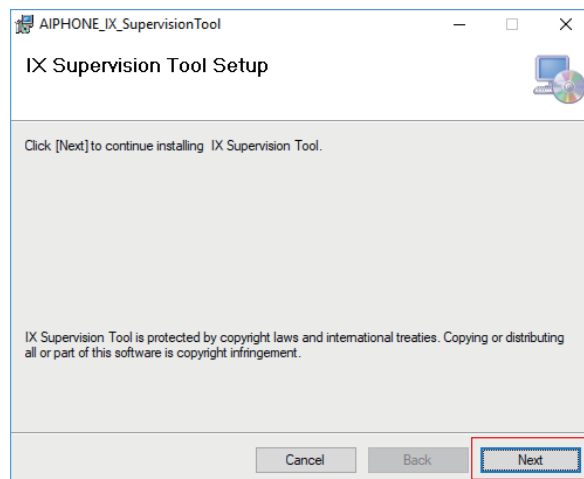 AIPHONE_IX_SupervisionTool
IX Supervision Tool Setup
Click [Next] to continue installing IX Supervision Tool.
IX Supervision Tool is protected by copyright laws and international treaties. Copying or distributing
all or part of this software is copyright infringement.
Cancel Back Next